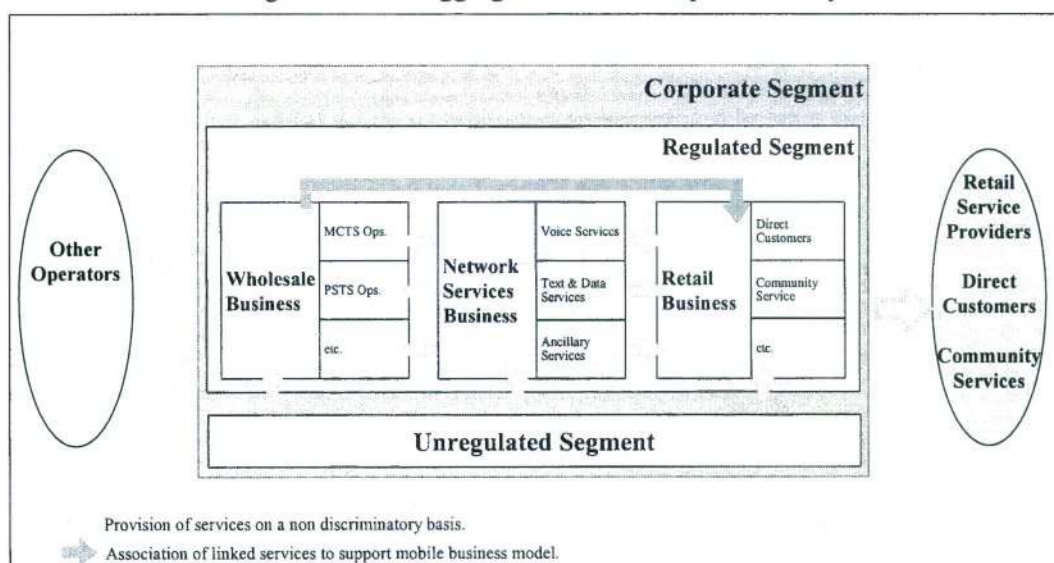 Corporate Segment
Regulated Segment
Other
Operators
Wholesale
Business
MCTS Ops.
PSTS Ops.
etc.
Network
Services
Business
Voice Services
Text & Data
Services
Ancillary
Services
Retail
Business
Direct
Customers
Community
Service
etc.
Retail
Service
Providers
Direct
Customers
Community
Services
Unregulated Segment
Provision of services on a non discriminatory basis.
Association of linked services to support mobile business model.